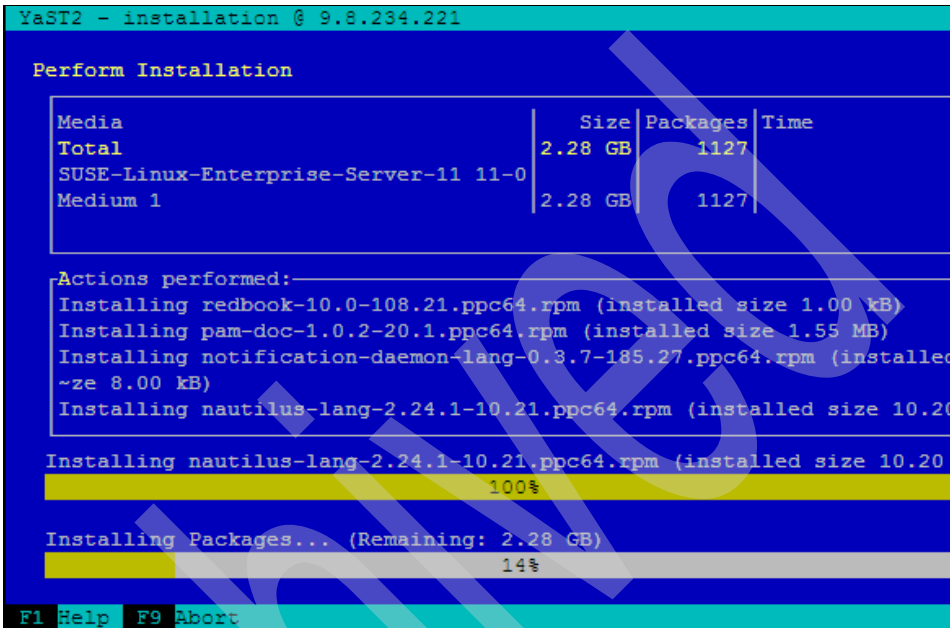 YaST2 - installation @ 9.8.234.221
Perform Installation
Media Size Packages Time
Total 2.28 GB 1127
SUSE-Linux-Enterprise-Server-11 11-0
Medium 1 2.28 GB 1127
Actions performed:
Installing redbook-10.0-108.21.ppc64.rpm (installed size 1.00 kB)
Installing pam-doc-1.0.2-20.1.ppc64.rpm (installed size 1.55 MB)
Installing notification-daemon-lang-0.3.7-185.27.ppc64.rpm (installed
~ze 8.00 kB)
Installing nautilus-lang-2.24.1-10.21.ppc64.rpm (installed size 10.20
Installing nautilus-lang-2.24.1-10.21.ppc64.rpm (installed size 10.20
100%
Installing Packages... (Remaining: 2.28 GB)
14%
F1 Help F9 Abort